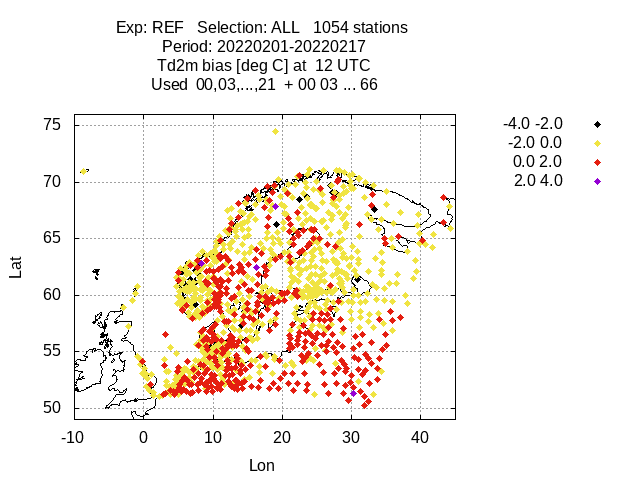 Exp: REF   Selection: ALL   1054 stations
Period: 20220201-20220217
Td2m bias [deg C] at  12 UTC
Used  00,03,...,21  + 00 03 ... 66
-4.0 -2.0
-2.0 0.0
0.0 2.0
2.0 4.0
75
70
65
60
55
50
Lat
-10 0 10 20 30 40
Lon